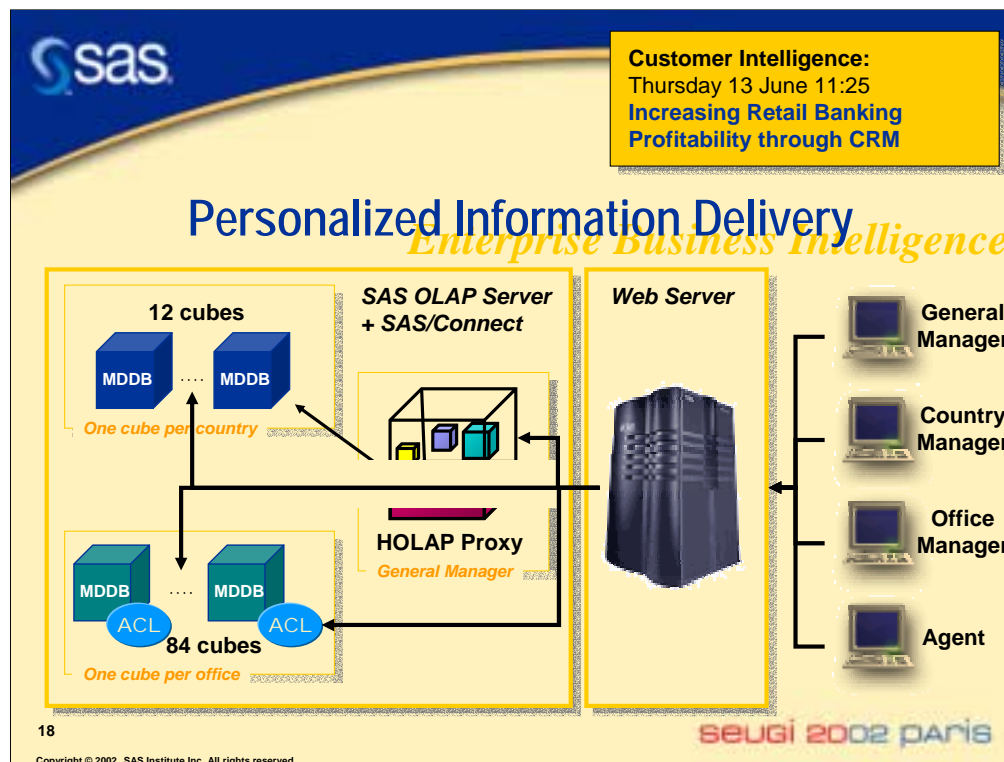 sas
Customer Intelligence:
Thursday 13 June 11:25
Increasing Retail Banking
Profitability through CRM
Personalized Information Delivery
Enterprise Business Intelligence
12 cubes
MDDB
....
MDDB
One cube per country
SAS OLAP Server
+ SAS/Connect
HOLAP Proxy
General Manager
MDDB
....
MDDB
ACL
ACL
84 cubes
One cube per office
Web Server
General
Manager
Country
Manager
Office
Manager
Agent
18
seugi 2002 paris
Copyright © 2002, SAS Institute Inc. All rights reserved.